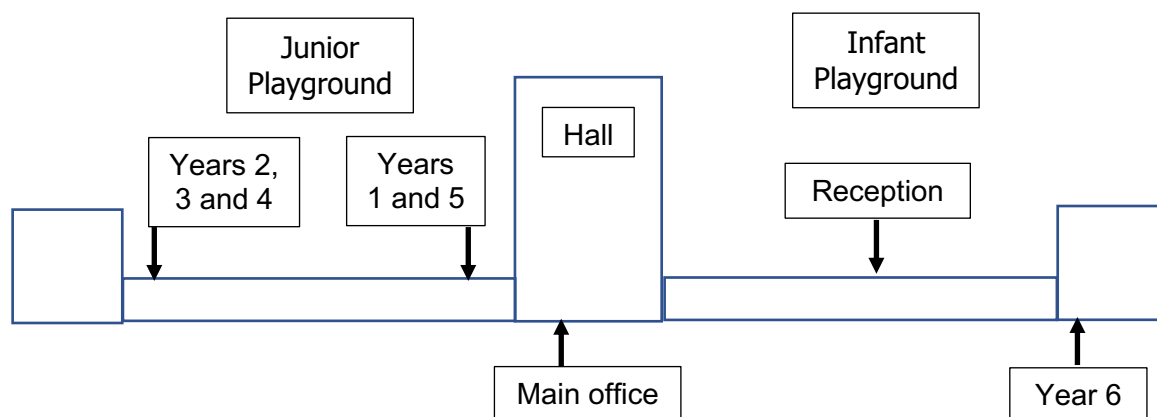 Junior
Playground
Infant
Playground
Hall
Years 2,
3 and 4
Years
1 and 5
Reception
Main office
Year 6